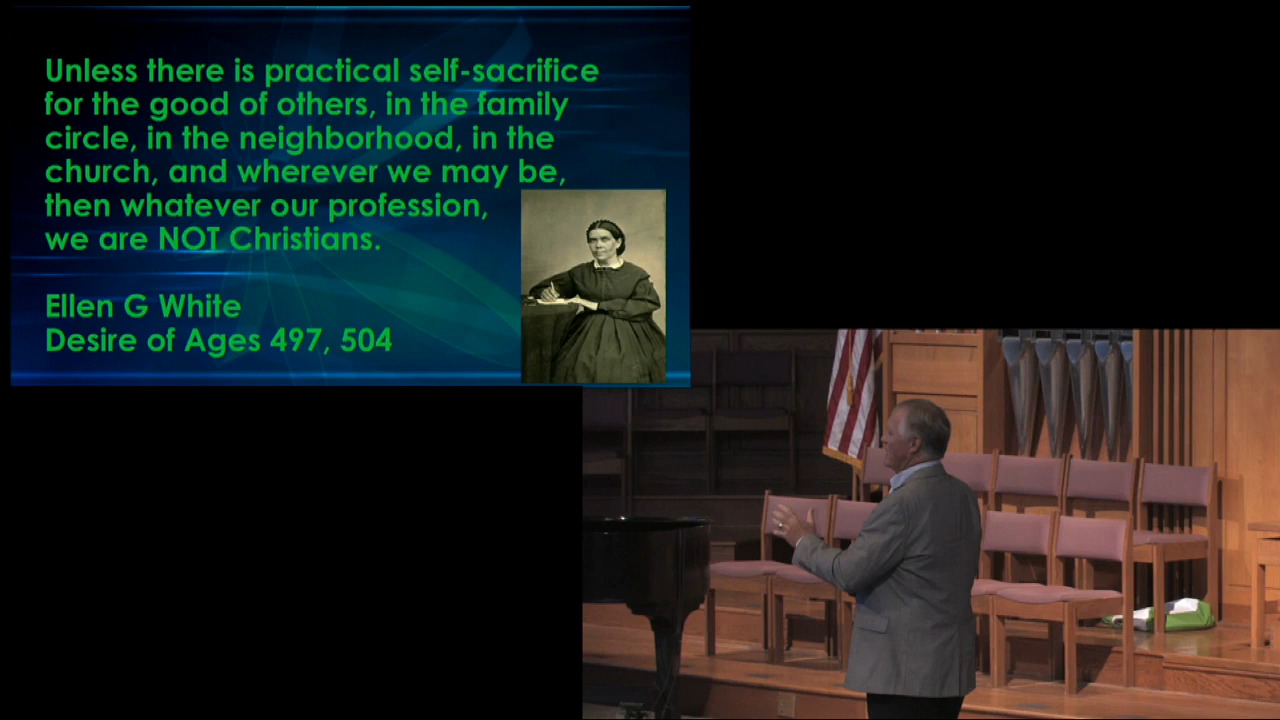 Unless there is practical self-sacrifice
for the good of others, in the family
circle, in the neighborhood, in the
church, and wherever we may be,
then whatever our profession,
we are NOT Christians.
Ellen G White
Desire of Ages 497, 504